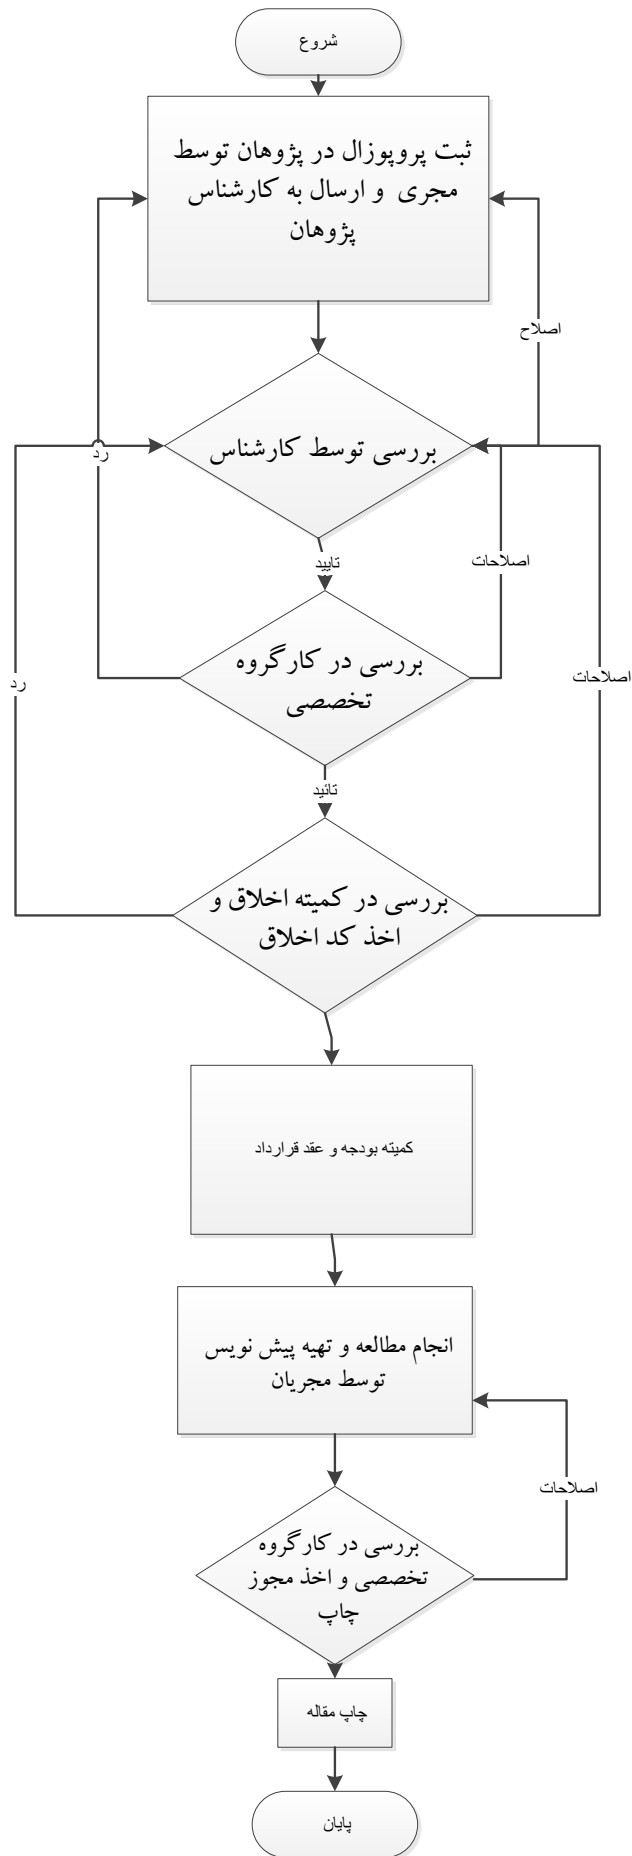 شروع
ثبت پروپوزال در پژوهان توسط
مجری و ارسال به کارشناس
پژوهان
اصلاح
بررسی توسط کارشناس
رد
تایید
اصلاحات
بررسی در کارگروه
تخصصی
اصلاحات
رد
تائید
بررسی در کمیته اخلاق و
اخذ کد اخلاق
کمیته بودجه و عقد قرارداد
انجام مطالعه و تهیه پیش نویس
توسط مجریان
اصلاحات
بررسی در کارگروه
تخصصی و اخذ مجوز
چاپ
چاپ مقاله
پایان